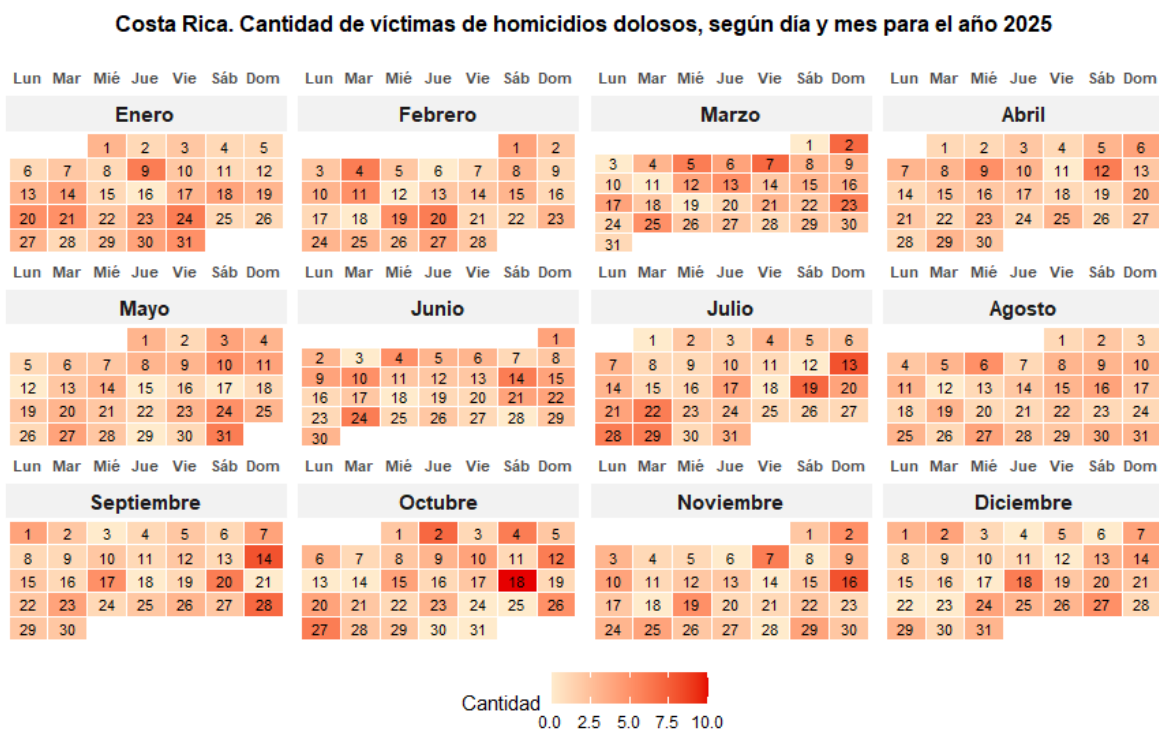 Costa Rica. Cantidad de víctimas de homicidios dolosos, según día y mes para el año 2025
Lun Mar Mié Jue Vie Sáb Dom Lun Mar Mié Jue Vie Sáb Dom Lun Mar Mié Jue Vie Sáb Dom Lun Mar Mié Jue Vie Sáb Dom
Enero Febrero Marzo Abril
1 2 3 4 5 1 2 1 2 1 2 3 4 5 6
6 7 8 9 10 11 12 3 4 5 6 7 8 9 3 4 5 6 7 8 9 7 8 9 10 11 12 13
13 14 15 16 17 18 19 10 11 12 13 14 15 16 10 11 12 13 14 15 16 14 15 16 17 18 19 20
20 21 22 23 24 25 26 17 18 19 20 21 22 23 17 18 19 20 21 22 23 21 22 23 24 25 26 27
27 28 29 30 31 24 25 26 27 28 24 25 26 27 28 29 30 28 29 30
31
Lun Mar Mié Jue Vie Sáb Dom Lun Mar Mié Jue Vie Sáb Dom Lun Mar Mié Jue Vie Sáb Dom Lun Mar Mié Jue Vie Sáb Dom
Mayo Junio Julio Agosto
1 2 3 4 1 1 2 3 4 5 6 1 2 3
5 6 7 8 9 10 11 2 3 4 5 6 7 8 7 8 9 10 11 12 13 4 5 6 7 8 9 10
12 13 14 15 16 17 18 9 10 11 12 13 14 15 14 15 16 17 18 19 20 11 12 13 14 15 16 17
19 20 21 22 23 24 25 16 17 18 19 20 21 22 21 22 23 24 25 26 27 18 19 20 21 22 23 24
26 27 28 29 30 31 23 24 25 26 27 28 29 28 29 30 31 25 26 27 28 29 30 31
30
Lun Mar Mié Jue Vie Sáb Dom Lun Mar Mié Jue Vie Sáb Dom Lun Mar Mié Jue Vie Sáb Dom Lun Mar Mié Jue Vie Sáb Dom
Septiembre Octubre Noviembre Diciembre
1 2 3 4 5 6 7 1 2 3 4 5 1 2 1 2 3 4 5 6 7
8 9 10 11 12 13 14 6 7 8 9 10 11 12 3 4 5 6 7 8 9 8 9 10 11 12 13 14
15 16 17 18 19 20 21 13 14 15 16 17 18 19 10 11 12 13 14 15 16 15 16 17 18 19 20 21
22 23 24 25 26 27 28 20 21 22 23 24 25 26 17 18 19 20 21 22 23 22 23 24 25 26 27 28
29 30 27 28 29 30 31 24 25 26 27 28 29 30 29 30 31
Cantidad
0.0 2.5 5.0 7.5 10.0